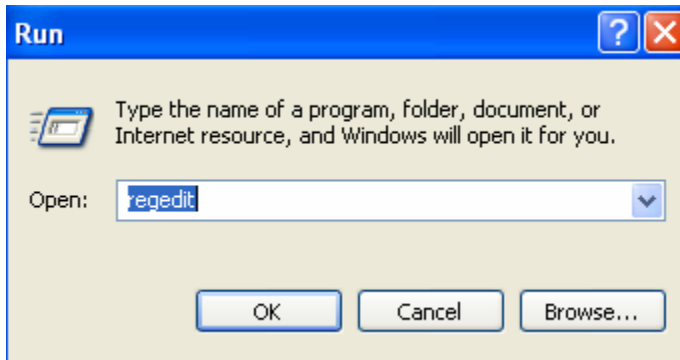 Run
Type the name of a program, folder, document, or
Internet resource, and Windows will open it for you.
Open: regedit
OK Cancel Browse...